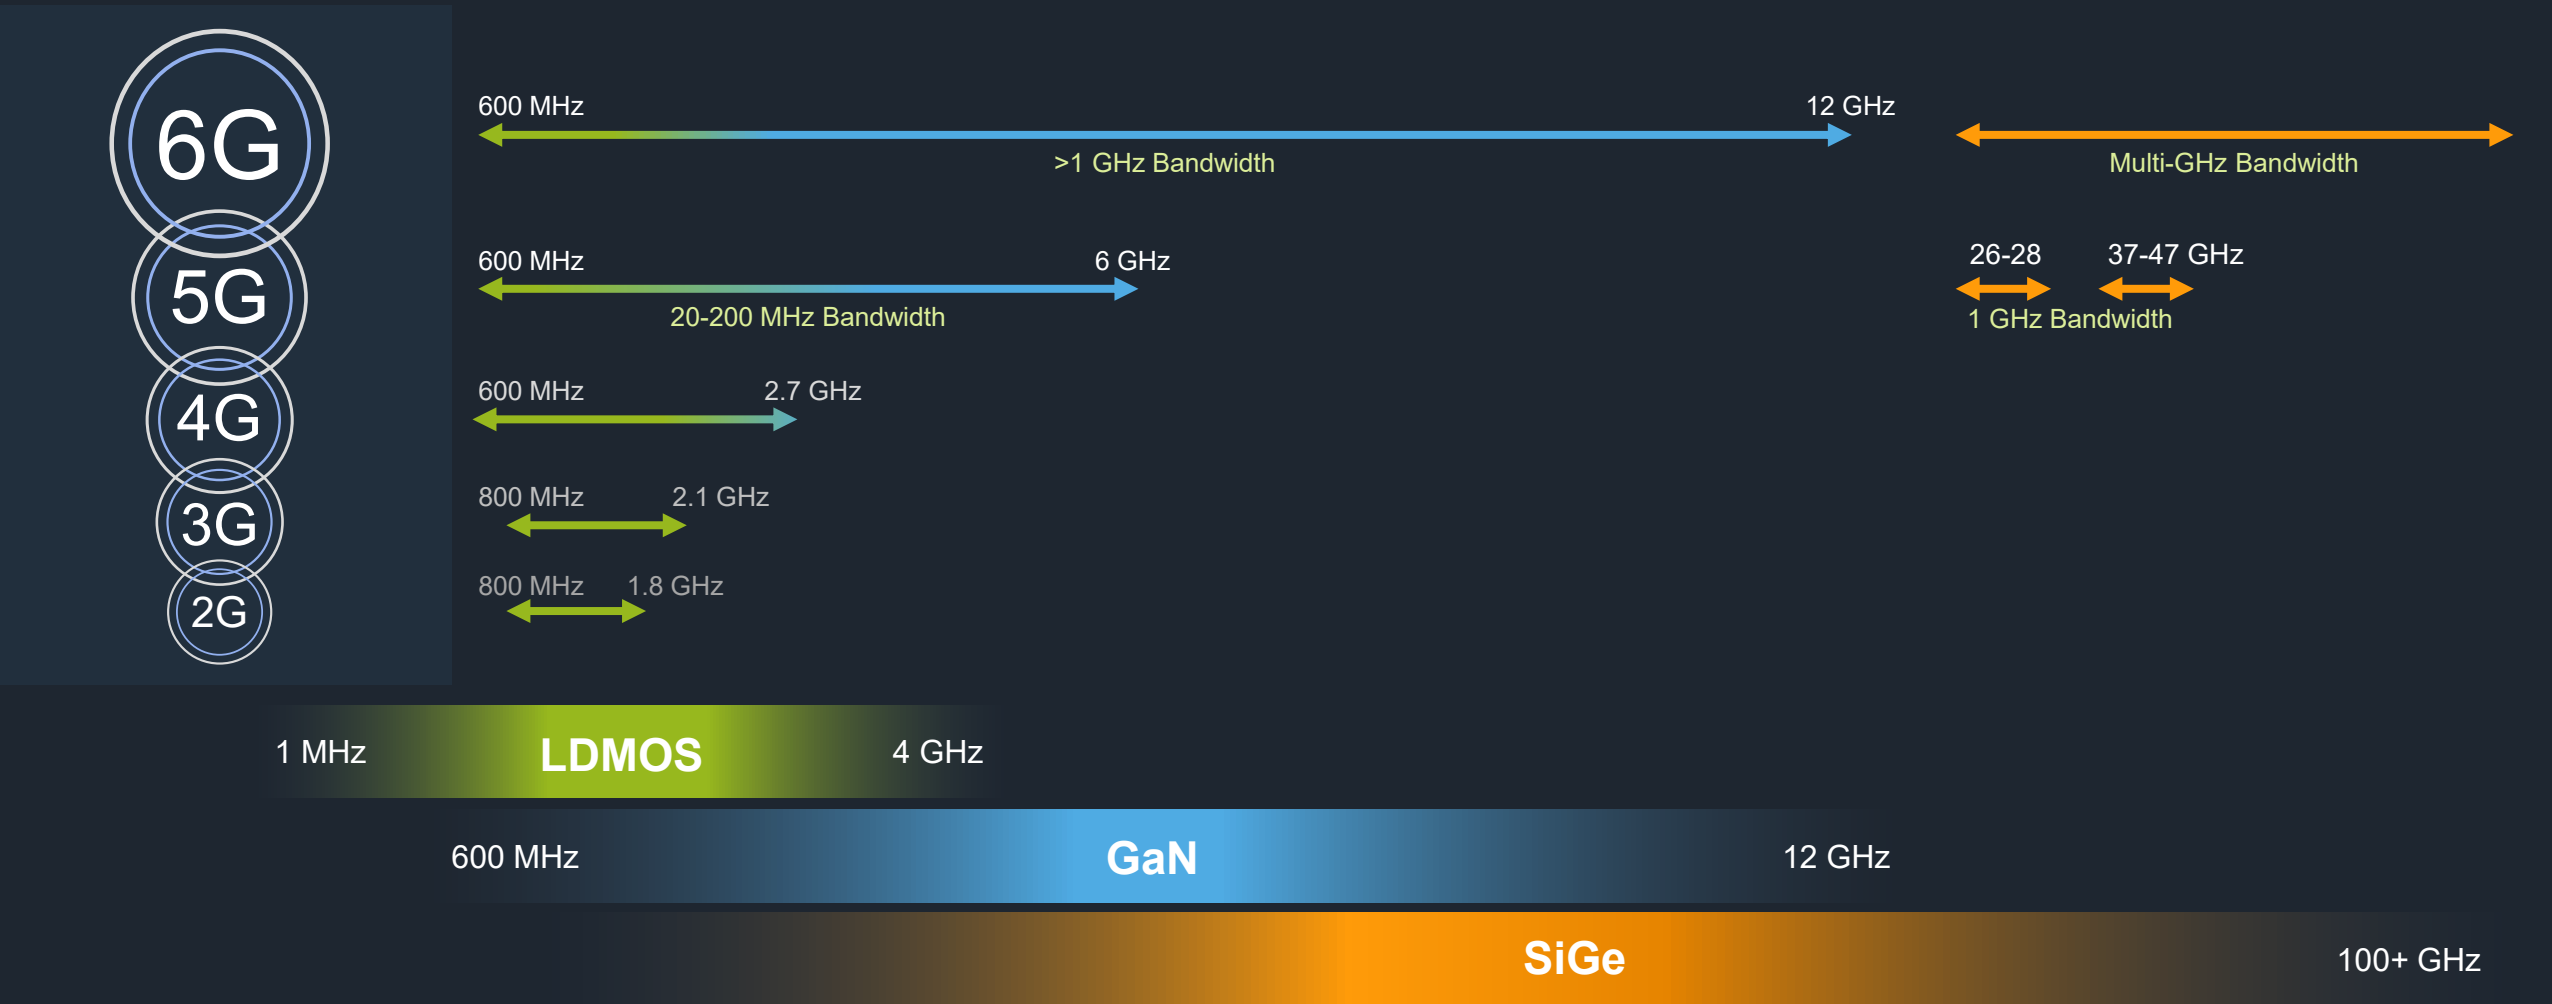 6G
600 MHz
12 GHz
>1 GHz Bandwidth
Multi-GHz Bandwidth
5G
600 MHz
6 GHz
26-28
37-47 GHz
20-200 MHz Bandwidth
1 GHz Bandwidth
4G
600 MHz
2.7 GHz
3G
800 MHz
2.1 GHz
2G
800 MHz
1.8 GHz
1 MHz
LDMOS
4 GHz
600 MHz
GaN
12 GHz
SiGe
100+ GHz